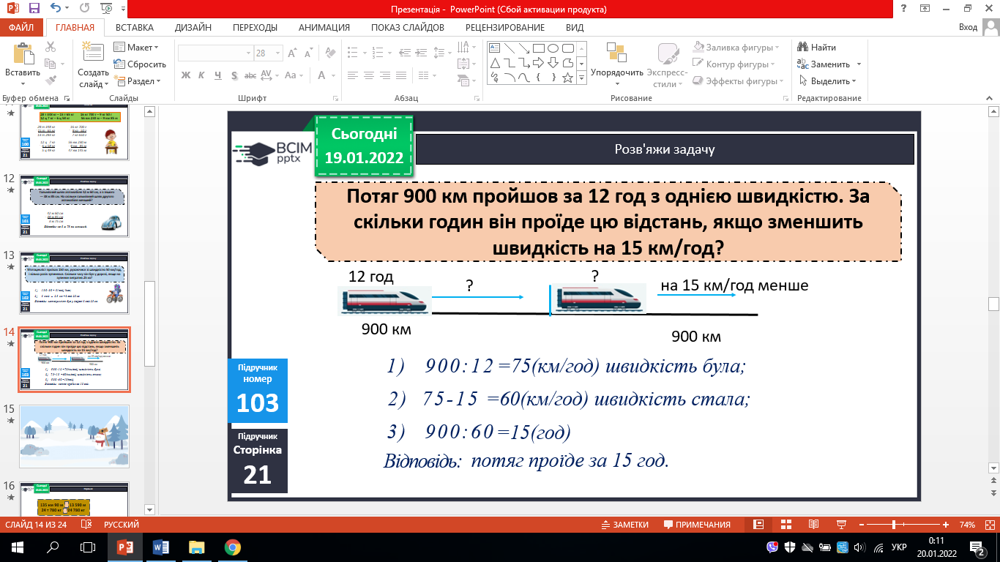 Презентація - PowerPoint (Сбой активации продукта)
ФАЙЛ ГЛАВНАЯ ВСТАВКА ДИЗАЙН ПЕРЕХОДЫ АНИМАЦИЯ ПОКАЗ СЛАЙДОВ РЕЦЕНЗИРОВАНИЕ ВИД Вход
Вставить
Создать слайд
Макет
Сбросить
Раздел
28
Ж К Ч S abc AV Aa A
Упорядочить
Экспресс-стили
Заливка фигуры
Контур фигуры
Эффекты фигуры
Найти
Заменить
Выделить
Буфер обмена Слайды Шрифт Абзац Рисование Редактирование
12
13
14
15
16
Сьогодні
19.01.2022
BCIM
pptx
Розв'яжи задачу
Потяг 900 км пройшов за 12 год з однією швидкістю. За
скільки годин він проїде цю відстань, якщо зменшить
швидкість на 15 км/год?
12 год ? ? на 15 км/год менше
900 км 900 км
1) 900:12=75(км/год) швидкість була;
2) 75-15 =60(км/год) швидкість стала;
3) 900:60=15(год)
Відповідь: потяг проїде за 15 год.
Підручник
номер
103
Підручник
Сторінка
21
СЛАЙД 14 ИЗ 24 РУССКИЙ ЗАМЕТКИ ПРИМЕЧАНИЯ 74%
УКР
0:11
20.01.2022
2